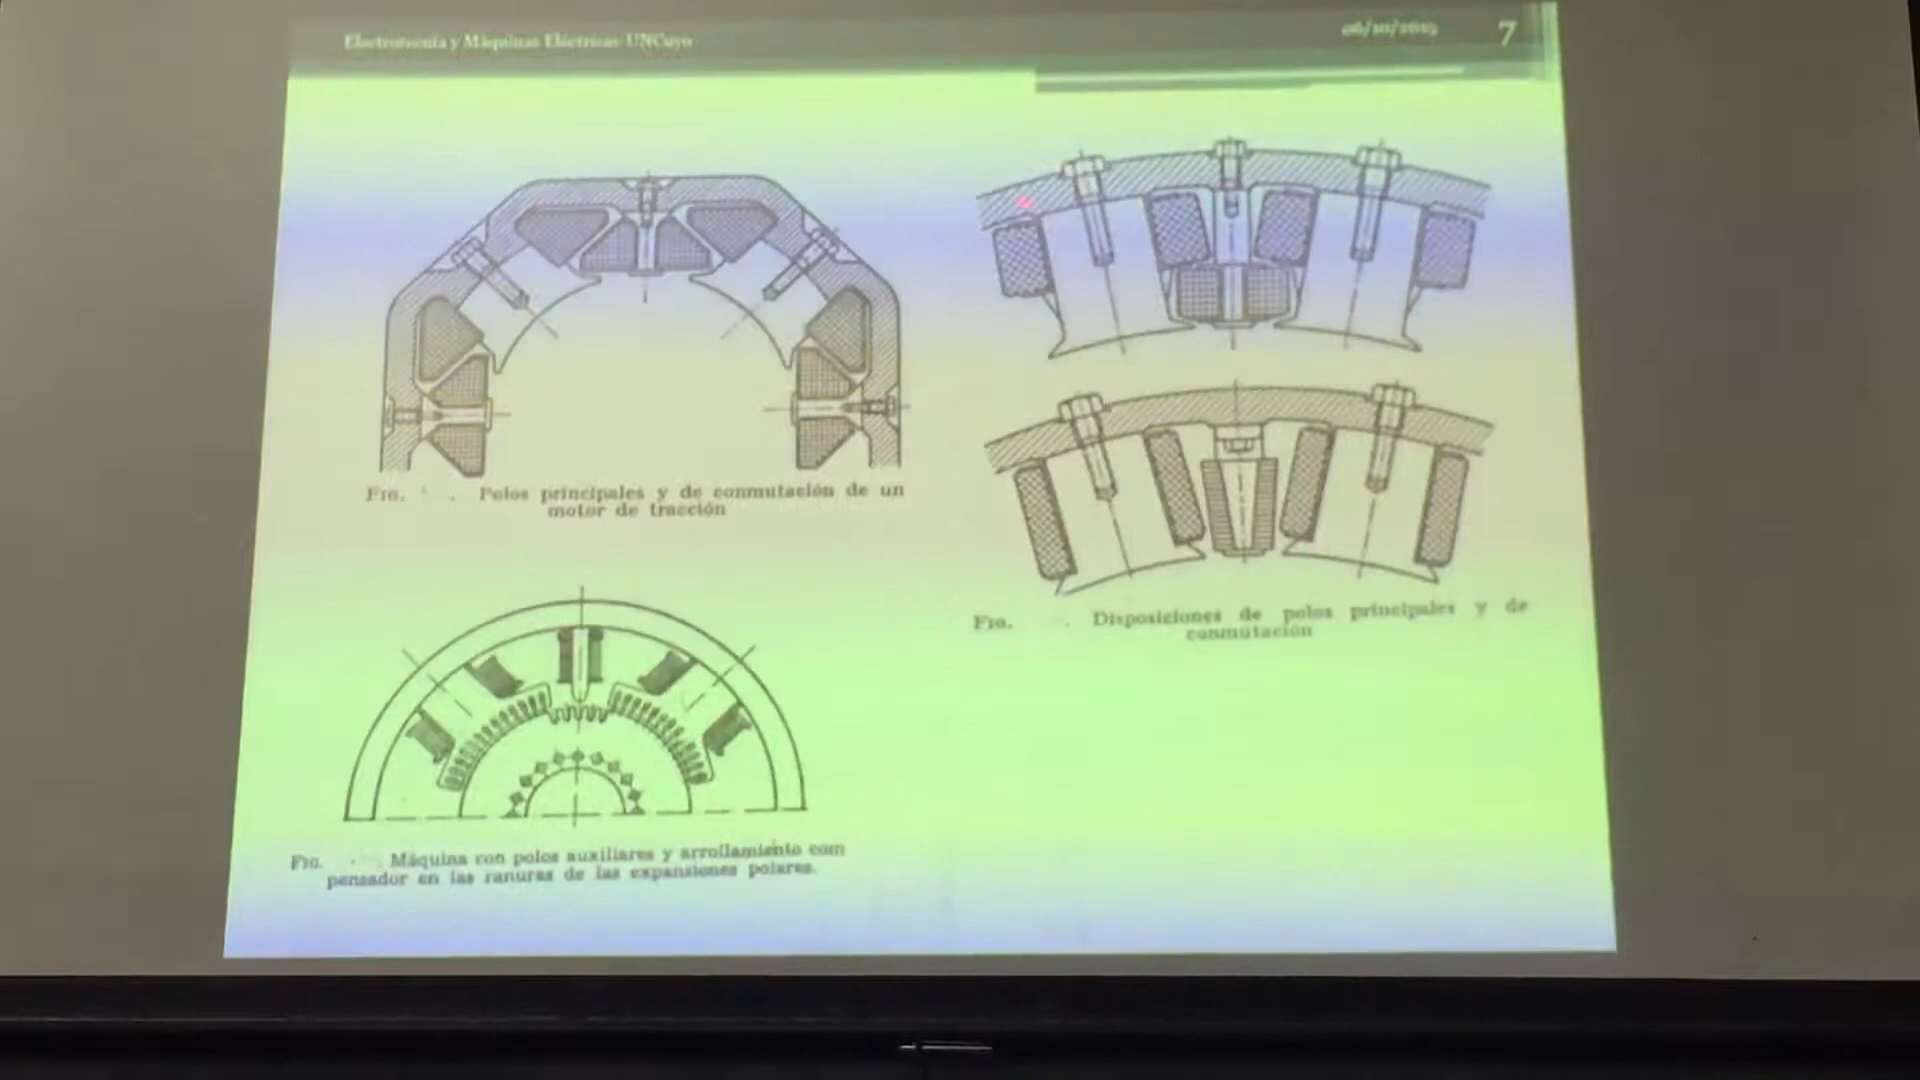 Electrotecnia y Máquinas Eléctricas UNCuyo
7
FIG. . Polos principales y de conmutación de un
motor de tracción
FIG. . Disposiciones de polos principales y de
conmutación
FIG. . Máquina con polos auxiliares y arrollamiento com
pensador en las ranuras de las expansiones polares.